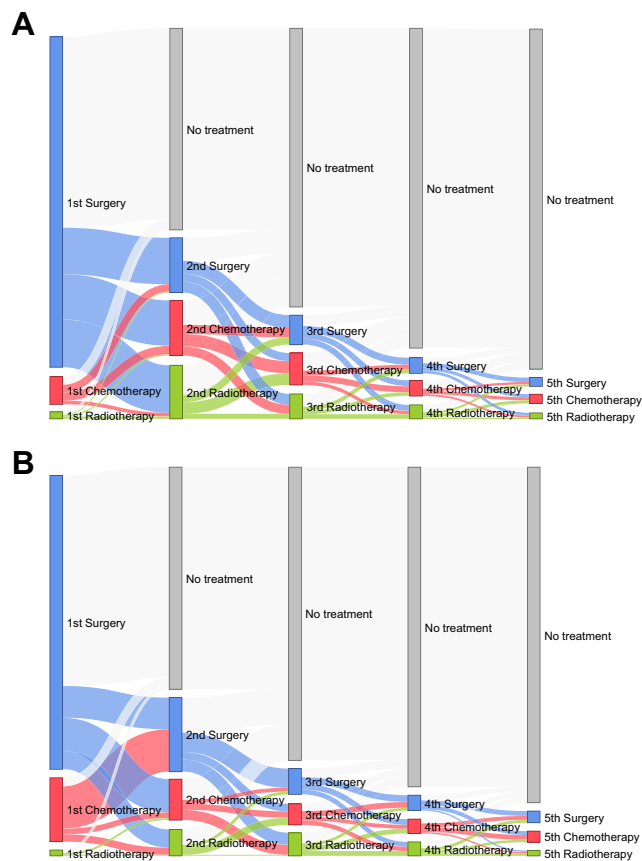 A
No treatment
No treatment
No treatment
No treatment
1st Surgery
2nd Surgery
2nd Chemotherapy
3rd Surgery
1st Chemotherapy
2nd Radiotherapy
3rd Chemotherapy
4th Surgery
1st Radiotherapy
3rd Radiotherapy
4th Chemotherapy
4th Radiotherapy
5th Surgery
5th Chemotherapy
5th Radiotherapy
B
No treatment
No treatment
No treatment
No treatment
1st Surgery
2nd Surgery
3rd Surgery
1st Chemotherapy
2nd Chemotherapy
4th Surgery
3rd Chemotherapy
5th Surgery
4th Chemotherapy
5th Chemotherapy
1st Radiotherapy
2nd Radiotherapy
3rd Radiotherapy
4th Radiotherapy
5th Radiotherapy